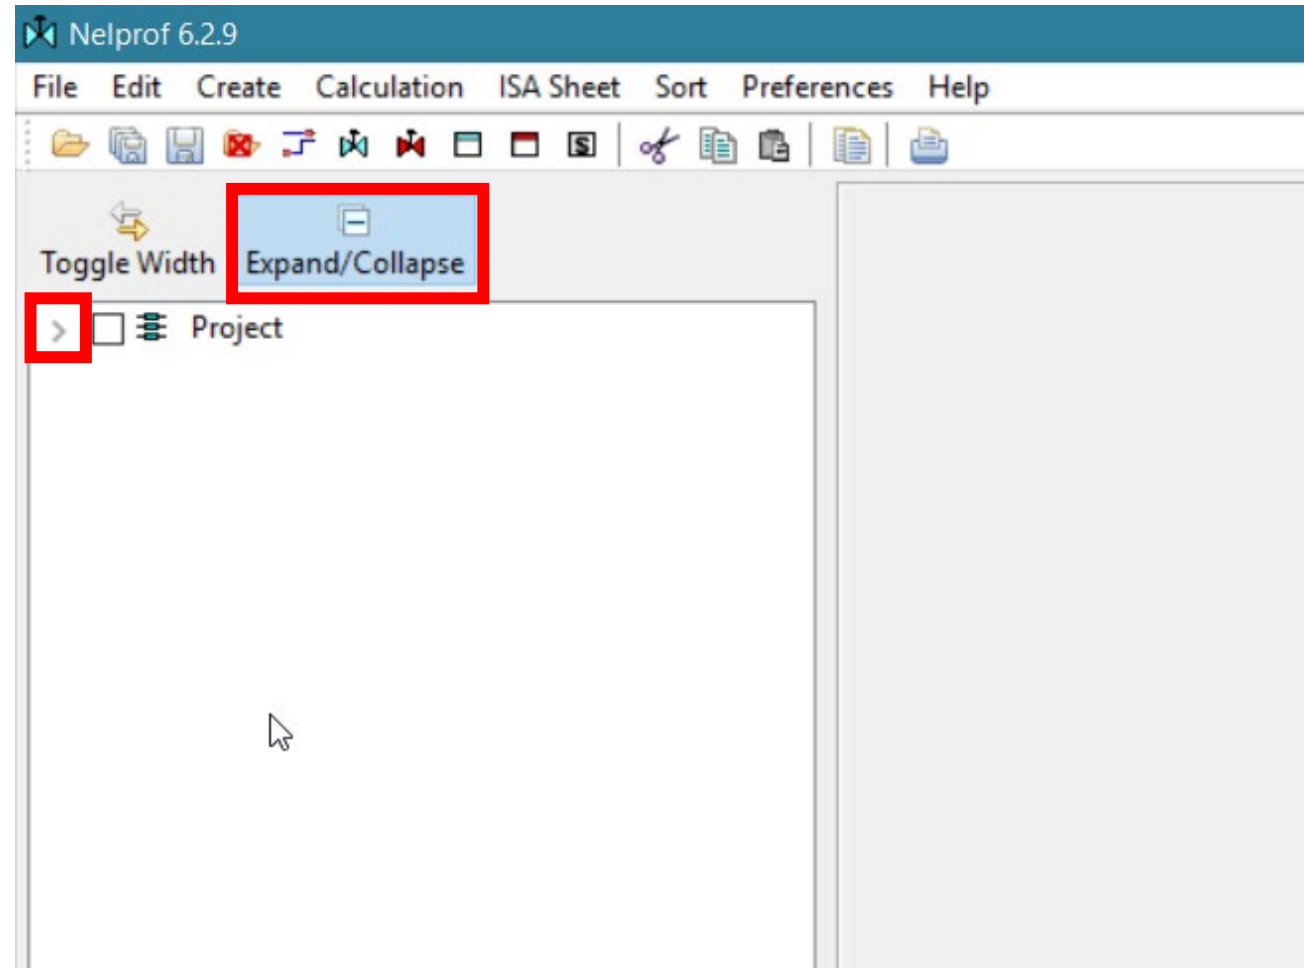 Nelprof 6.2.9
File Edit Create Calculation ISA Sheet Sort Preferences Help
S
Toggle Width Expand/Collapse
Project